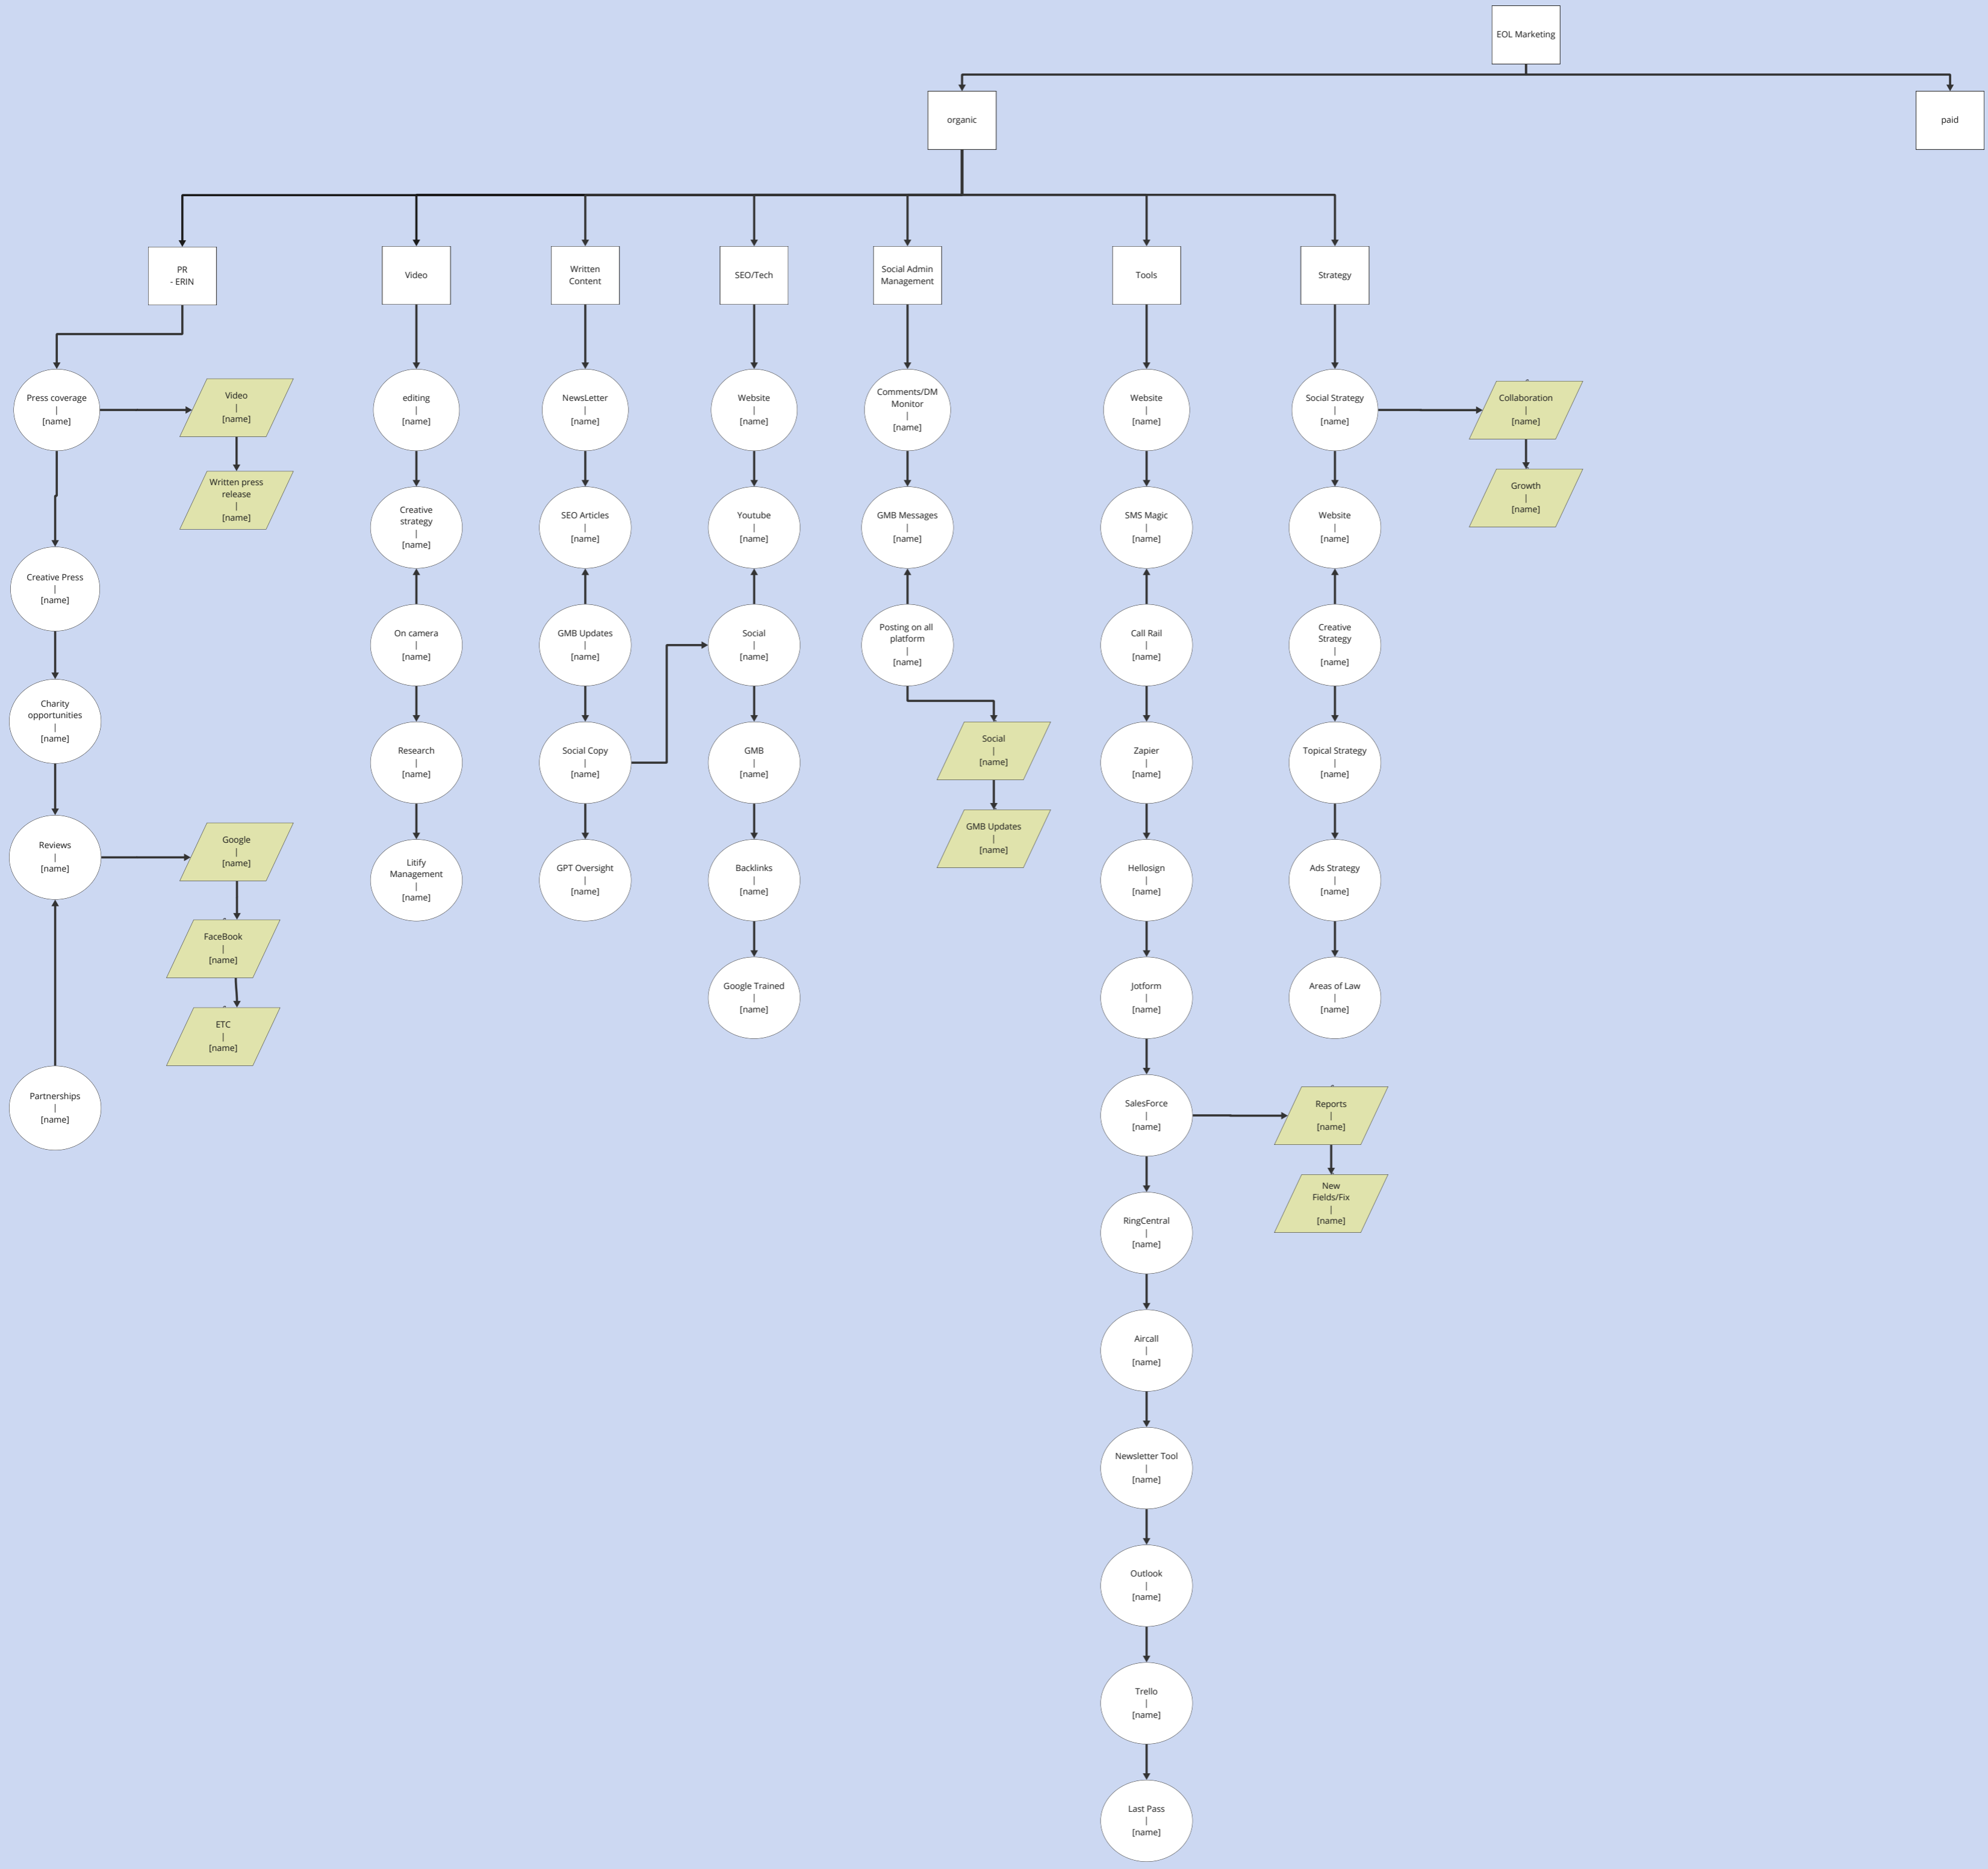 EOL Marketing
organic
paid
PR
- ERIN
Video
Written
Content
SEO/Tech
Social Admin
Management
Tools
Strategy
Press coverage
|
[name]
Video
|
[name]
Written press
release
|
[name]
Creative Press
|
[name]
Charity
opportunities
|
[name]
Reviews
|
[name]
Google
|
[name]
FaceBook
|
[name]
ETC
|
[name]
Partnerships
|
[name]
editing
|
[name]
Creative
strategy
|
[name]
On camera
|
[name]
Research
|
[name]
Litify
Management
|
[name]
NewsLetter
|
[name]
SEO Articles
|
[name]
GMB Updates
|
[name]
Social Copy
|
[name]
GPT Oversight
|
[name]
Website
|
[name]
Youtube
|
[name]
Social
|
[name]
GMB
|
[name]
Backlinks
|
[name]
Google Trained
|
[name]
Comments/DM
Monitor
|
[name]
GMB Messages
|
[name]
Posting on all
platform
|
[name]
Social
|
[name]
GMB Updates
|
[name]
Website
|
[name]
SMS Magic
|
[name]
Call Rail
|
[name]
Zapier
|
[name]
Hellosign
|
[name]
Jotform
|
[name]
SalesForce
|
[name]
Reports
|
[name]
New
Fields/Fix
|
[name]
RingCentral
|
[name]
Aircall
|
[name]
Newsletter Tool
|
[name]
Outlook
|
[name]
Trello
|
[name]
Last Pass
|
[name]
Social Strategy
|
[name]
Collaboration
|
[name]
Growth
|
[name]
Website
|
[name]
Creative
Strategy
|
[name]
Topical Strategy
|
[name]
Ads Strategy
|
[name]
Areas of Law
|
[name]